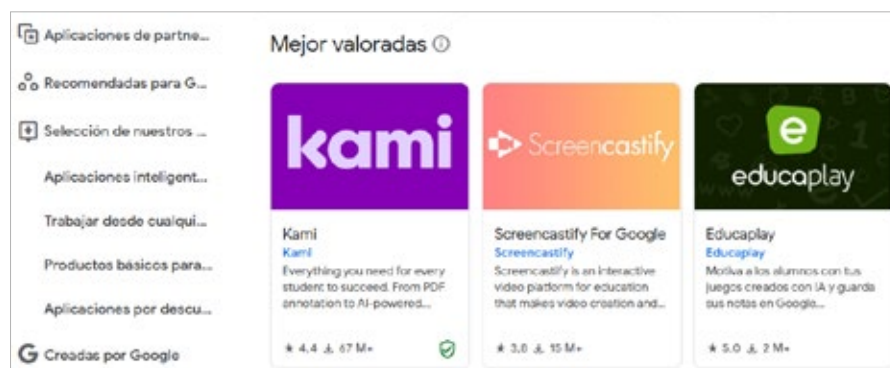 Aplicaciones de partne...
Recomendadas para G...
Selección de nuestros ...
Aplicaciones inteligent...
Trabajar desde cualqui...
Productos básicos para...
Aplicaciones por descu...
Creadas por Google
Mejor valoradas
kami
Kami
Kami
Everything you need for every
student to succeed. From PDF
annotation to AI-powered...
4.4 67 M+
Screencastify
Screencastify For Google
Screencastify
Screencastify is an interactive
video platform for education
that makes video creation and...
3.8 15 M+
e
educaplay
Educaplay
Educaplay
Motiva a los alumnos con tus
juegos creados con IA y guarda
sus notas en Google...
5.0 2 M+